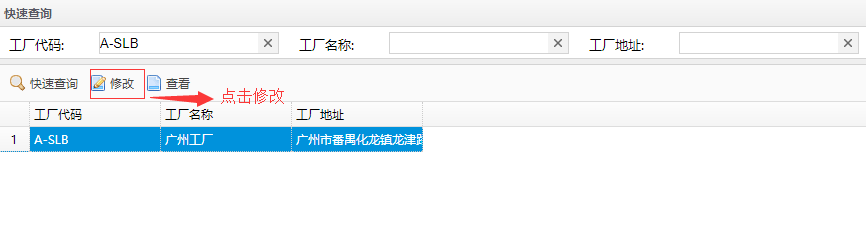 快速查询
工厂代码: A-SLB 工厂名称: 工厂地址:
快速查询 修改 查看
点击修改
工厂代码 工厂名称 工厂地址
1 A-SLB 广州工厂 广州市番禺化龙镇龙津